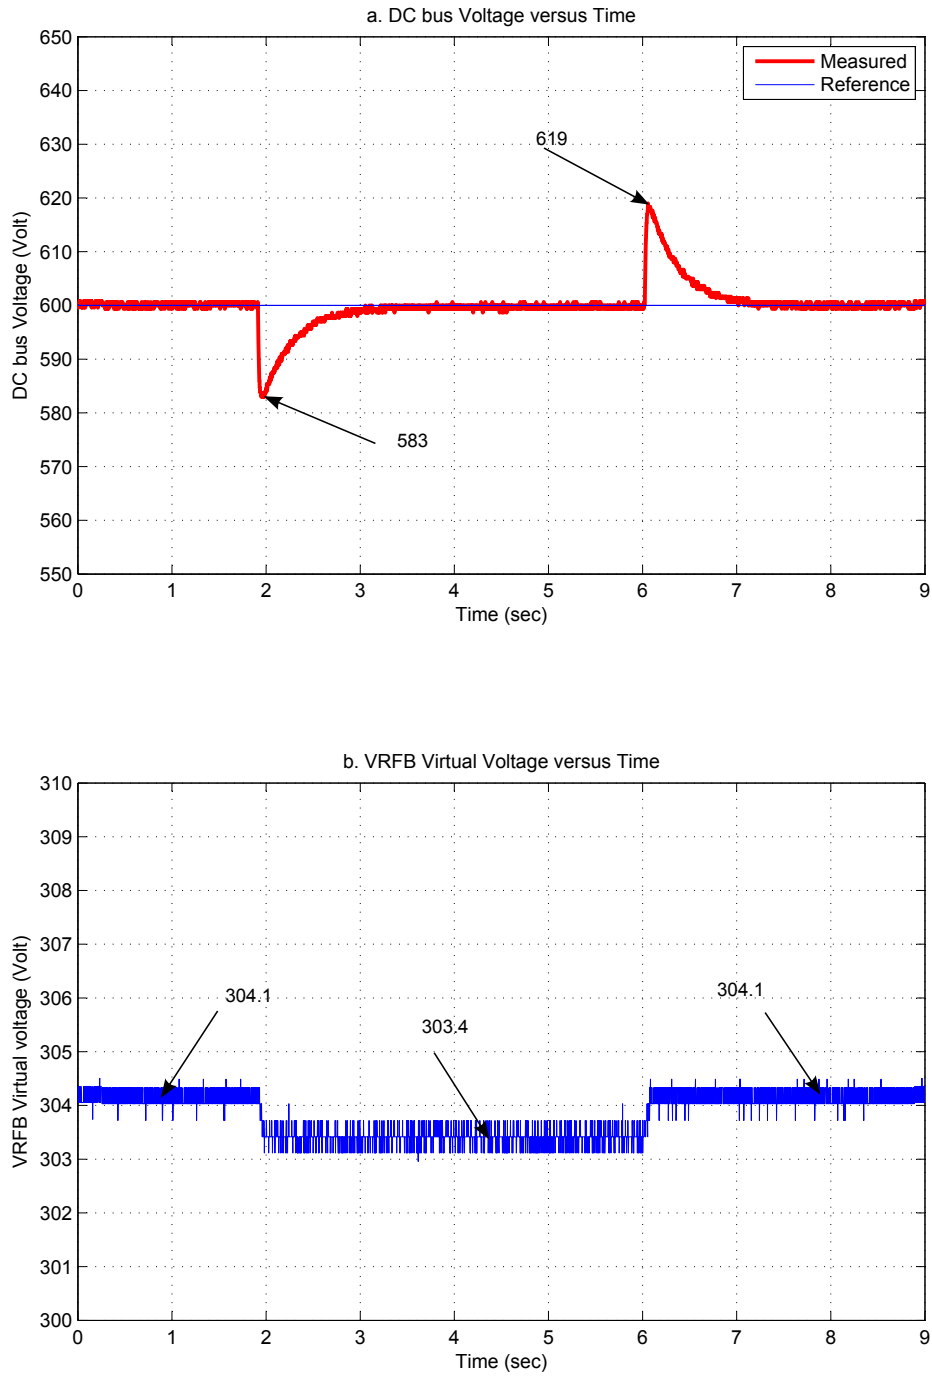 a. DC bus Voltage versus Time
650
640
630
620
610
600
590
580
570
560
550
DC bus Voltage (Volt)
Measured
Reference
619
583
0 1 2 3 4 5 6 7 8 9
Time (sec)
b. VRFB Virtual Voltage versus Time
310
309
308
307
306
305
304
303
302
301
300
VRFB Virtual voltage (Volt)
304.1
303.4
304.1
0 1 2 3 4 5 6 7 8 9
Time (sec)